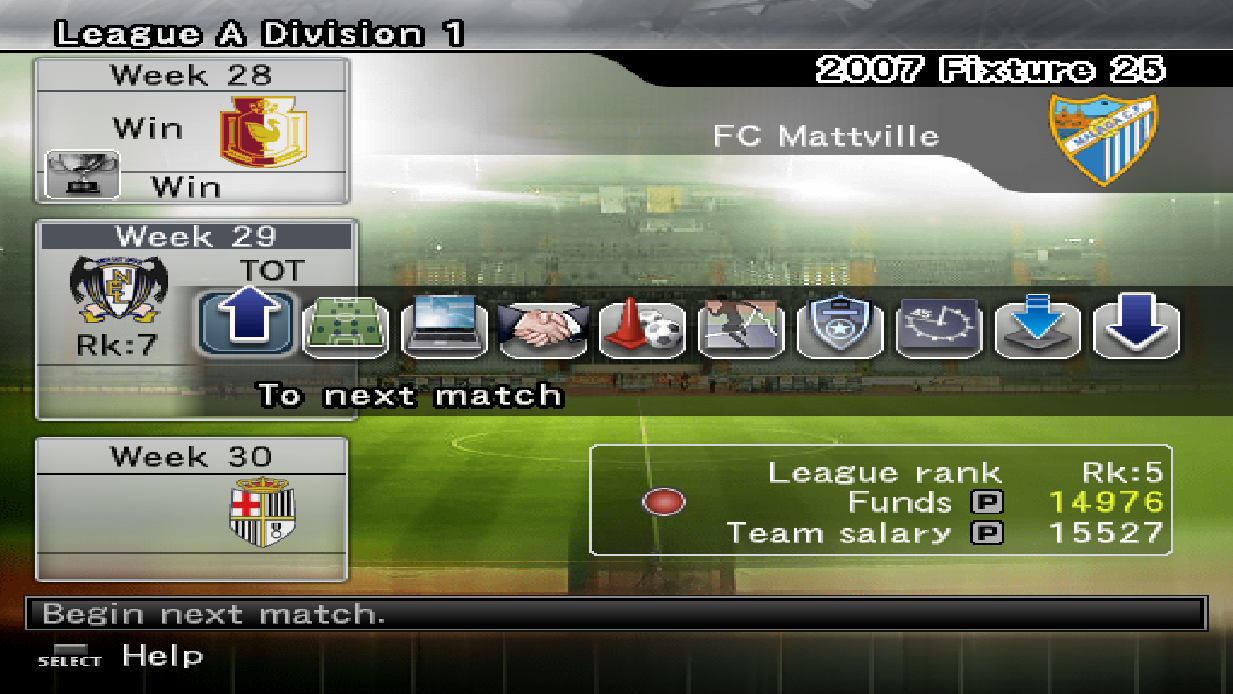 League A Division 1
2007 Fixture 25
Week 28
Win
Win
FC Mattville
Week 29
TOT
Rk:7
45
To next match
Week 30
League rank Rk:5
Funds P 14976
Team salary P 15527
Begin next match.
SELECT Help